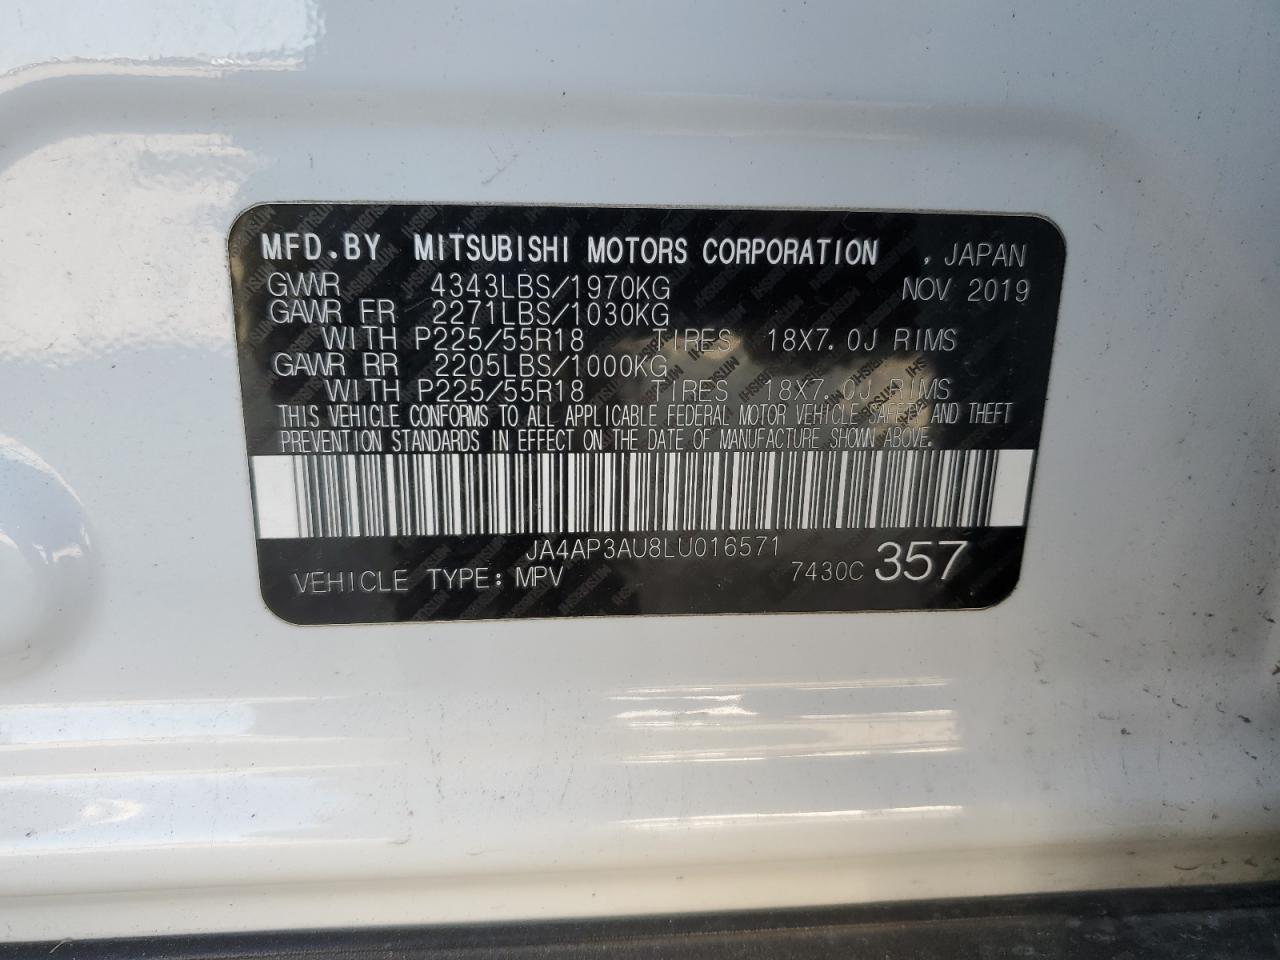 MFD.BY MITSUBISHI MOTORS CORPORATION , JAPAN
GVWR 4343LBS/1970KG NOV 2019
GAWR FR 2271LBS/1030KG
WITH P225/55R18 TIRES 18X7.0J RIMS
GAWR RR 2205LBS/1000KG
WITH P225/55R18 TIRES 18X7.0J RIMS
THIS VEHICLE CONFORMS TO ALL APPLICABLE FEDERAL MOTOR VEHICLE SAFETY AND THEFT
PREVENTION STANDARDS IN EFFECT ON THE DATE OF MANUFACTURE SHOWN ABOVE.
JA4AP3AU8LU016571
VEHICLE TYPE: MPV 7430C 357